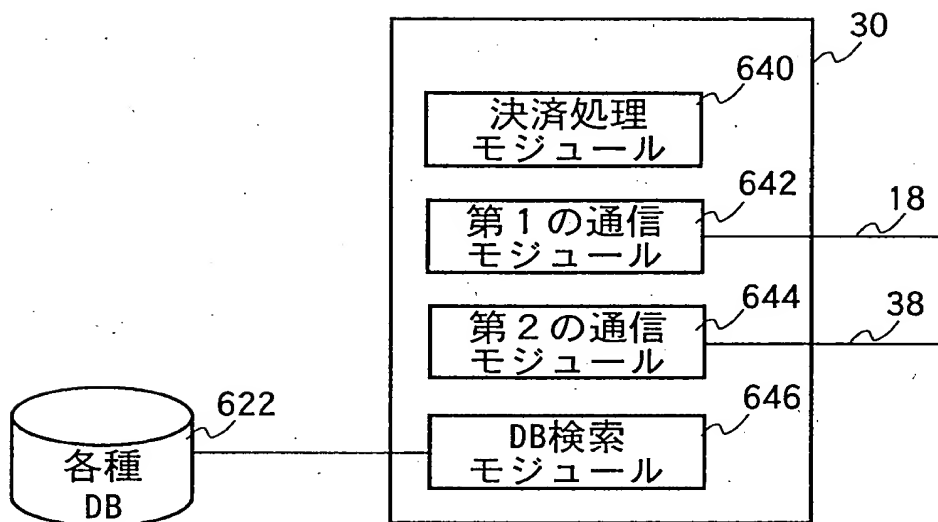 30
640
決済処理
モジュール
642
第1の通信
モジュール
18
644
第2の通信
モジュール
38
646
DB検索
モジュール
622
各種
DB